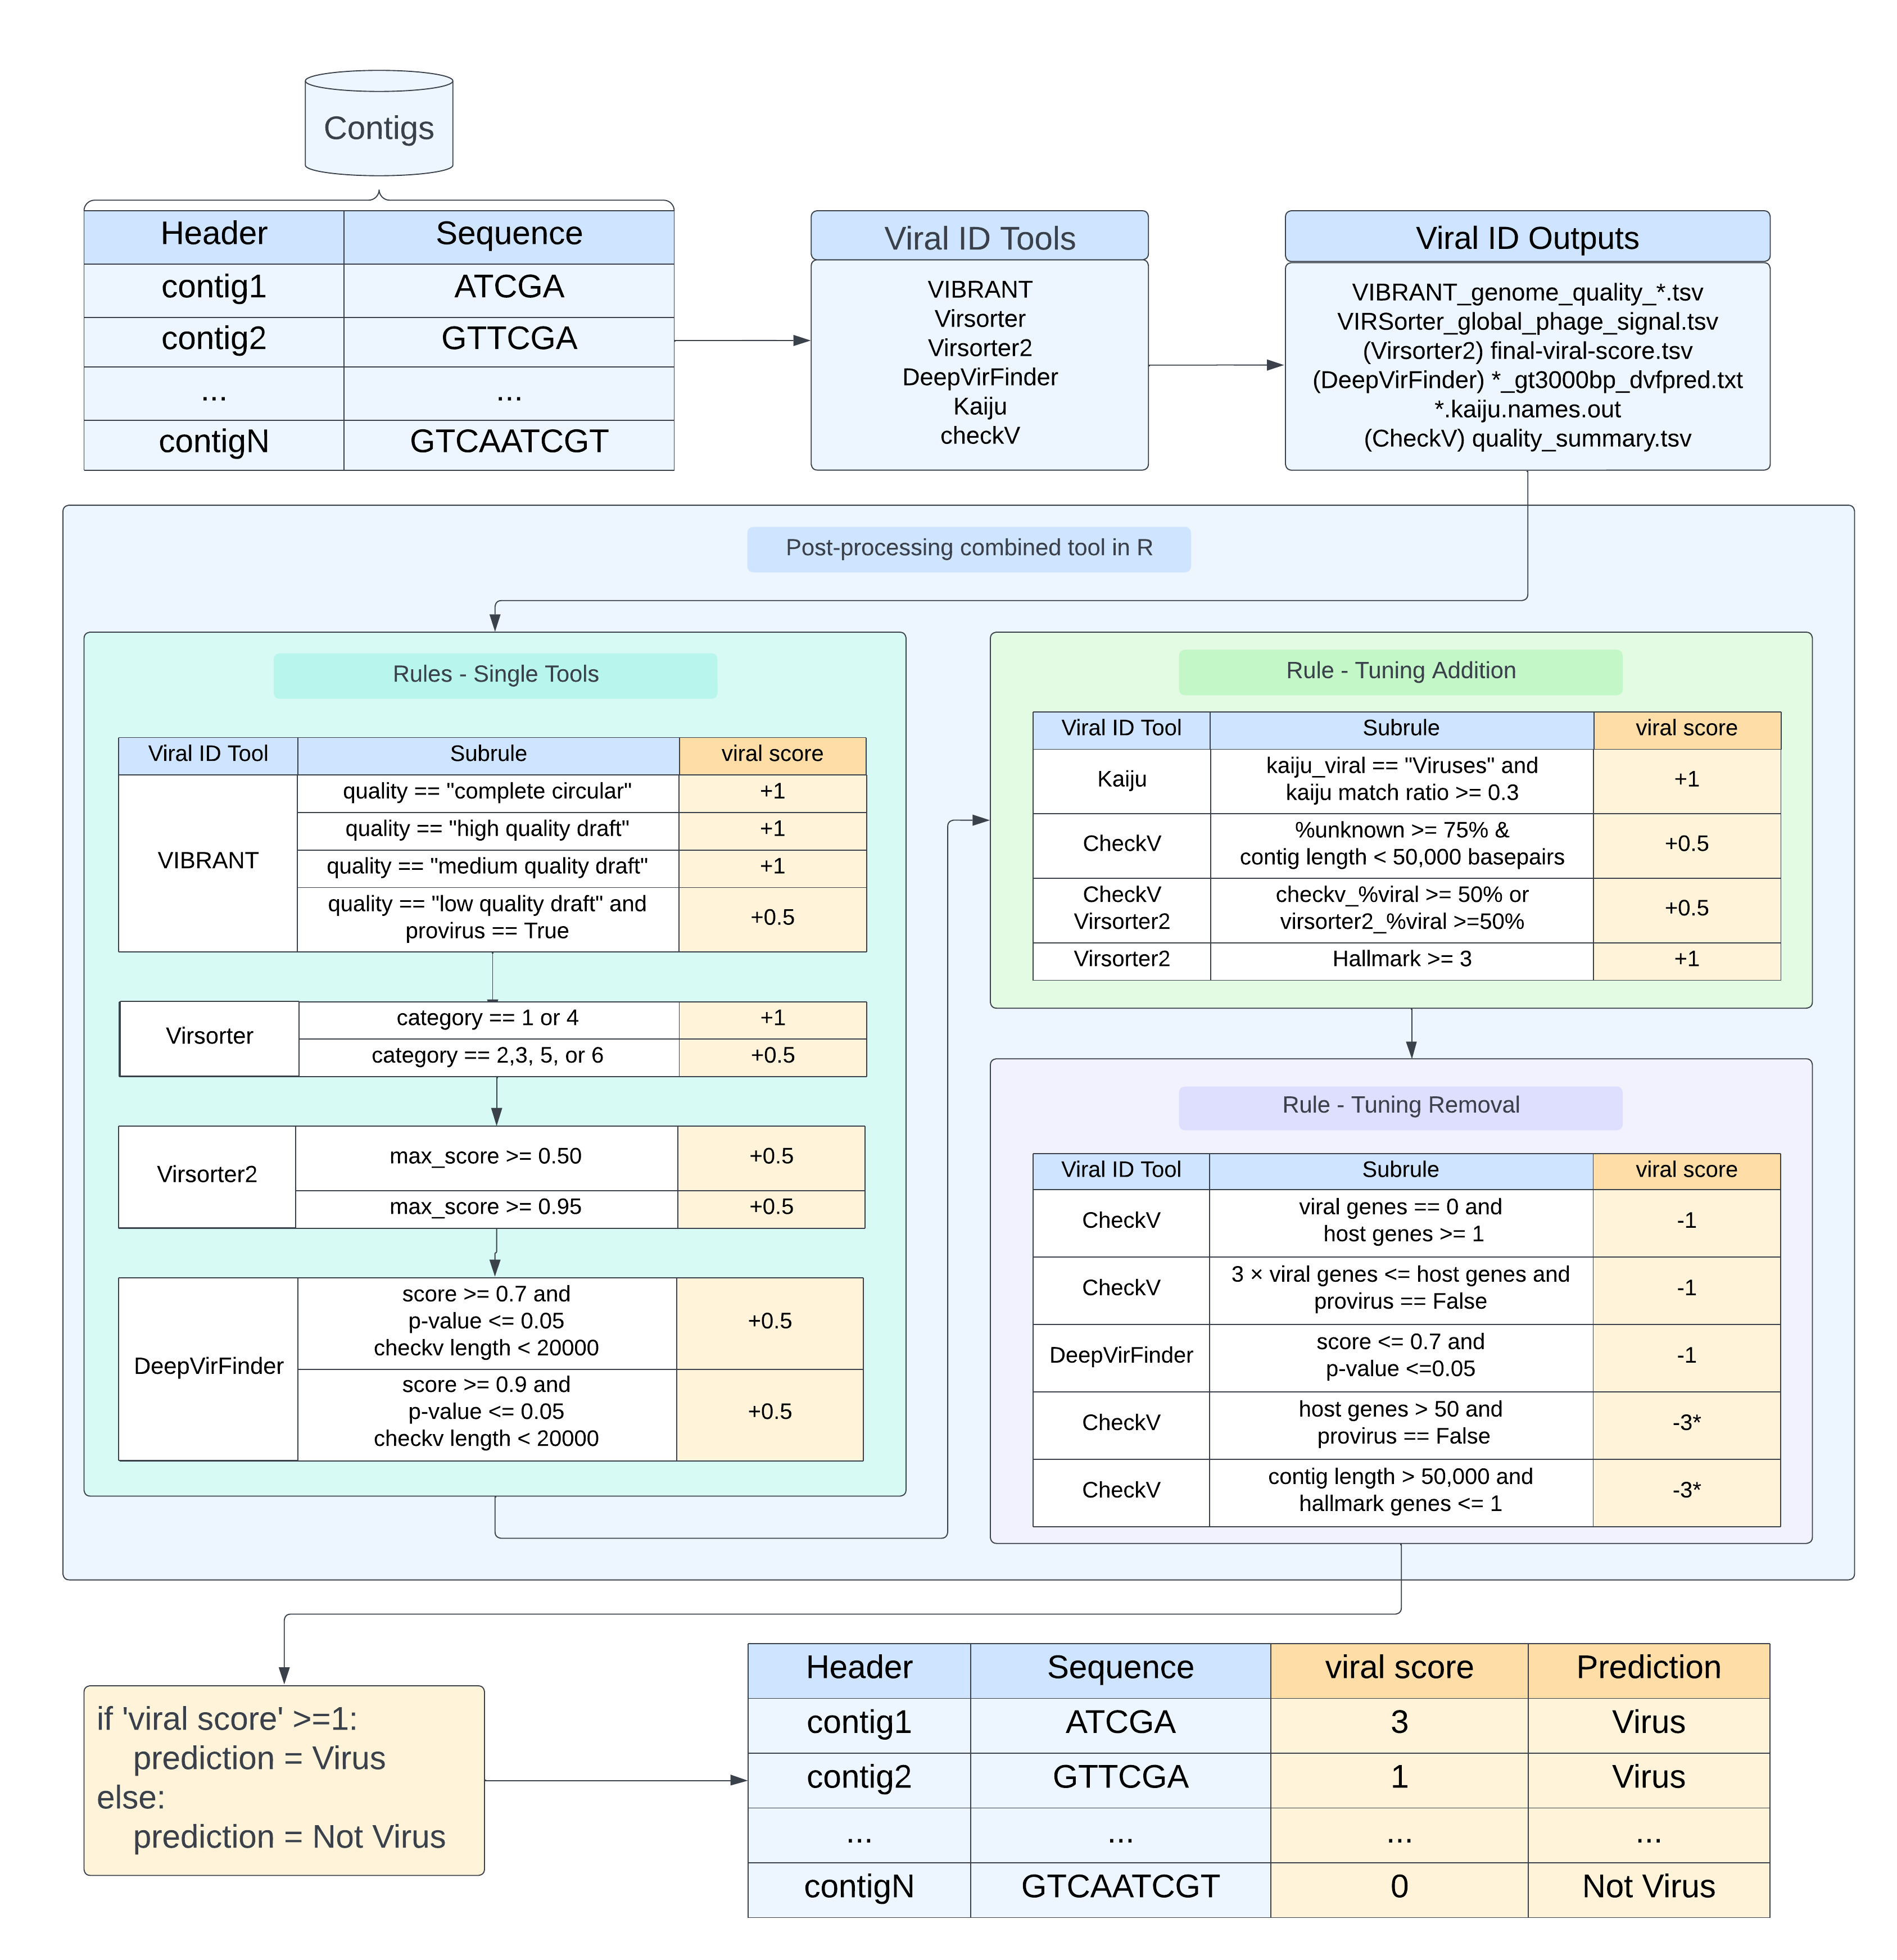 Contigs
Header Sequence
contig1 ATCGA
contig2 GTTCGA
... ...
contigN GTCAATCGT
Viral ID Tools
VIBRANT
Virsorter
Virsorter2
DeepVirFinder
Kaiju
checkV
Viral ID Outputs
VIBRANT_genome_quality_*.tsv
VIRSorter_global_phage_signal.tsv
(Virsorter2) final-viral-score.tsv
(DeepVirFinder) *_gt3000bp_dvfpred.txt
*.kaiju.names.out
(CheckV) quality_summary.tsv
Post-processing combined tool in R
Rules - Single Tools
Viral ID Tool Subrule viral score
VIBRANT
quality == "complete circular" +1
quality == "high quality draft" +1
quality == "medium quality draft" +1
quality == "low quality draft" and
provirus == True
+0.5
Virsorter
category == 1 or 4 +1
category == 2,3, 5, or 6 +0.5
Virsorter2
max_score >= 0.50 +0.5
max_score >= 0.95 +0.5
DeepVirFinder
score >= 0.7 and
p-value <= 0.05
checkv length < 20000
+0.5
score >= 0.9 and
p-value <= 0.05
checkv length < 20000
+0.5
Rule - Tuning Addition
Viral ID Tool Subrule viral score
Kaiju
kaiju_viral == "Viruses" and
kaiju match ratio >= 0.3
+1
CheckV
%unknown >= 75% &
contig length < 50,000 basepairs
+0.5
CheckV
Virsorter2
checkv_%viral >= 50% or
virsorter2_%viral >=50%
+0.5
Virsorter2 Hallmark >= 3 +1
Rule - Tuning Removal
Viral ID Tool Subrule viral score
CheckV
viral genes == 0 and
host genes >= 1
-1
CheckV
3 × viral genes <= host genes and
provirus == False
-1
DeepVirFinder
score <= 0.7 and
p-value <=0.05
-1
CheckV
host genes > 50 and
provirus == False
-3*
CheckV
contig length > 50,000 and
hallmark genes <= 1
-3*
if 'viral score' >=1:
prediction = Virus
else:
prediction = Not Virus
Header Sequence viral score Prediction
contig1 ATCGA 3 Virus
contig2 GTTCGA 1 Virus
... ... ... ...
contigN GTCAATCGT 0 Not Virus